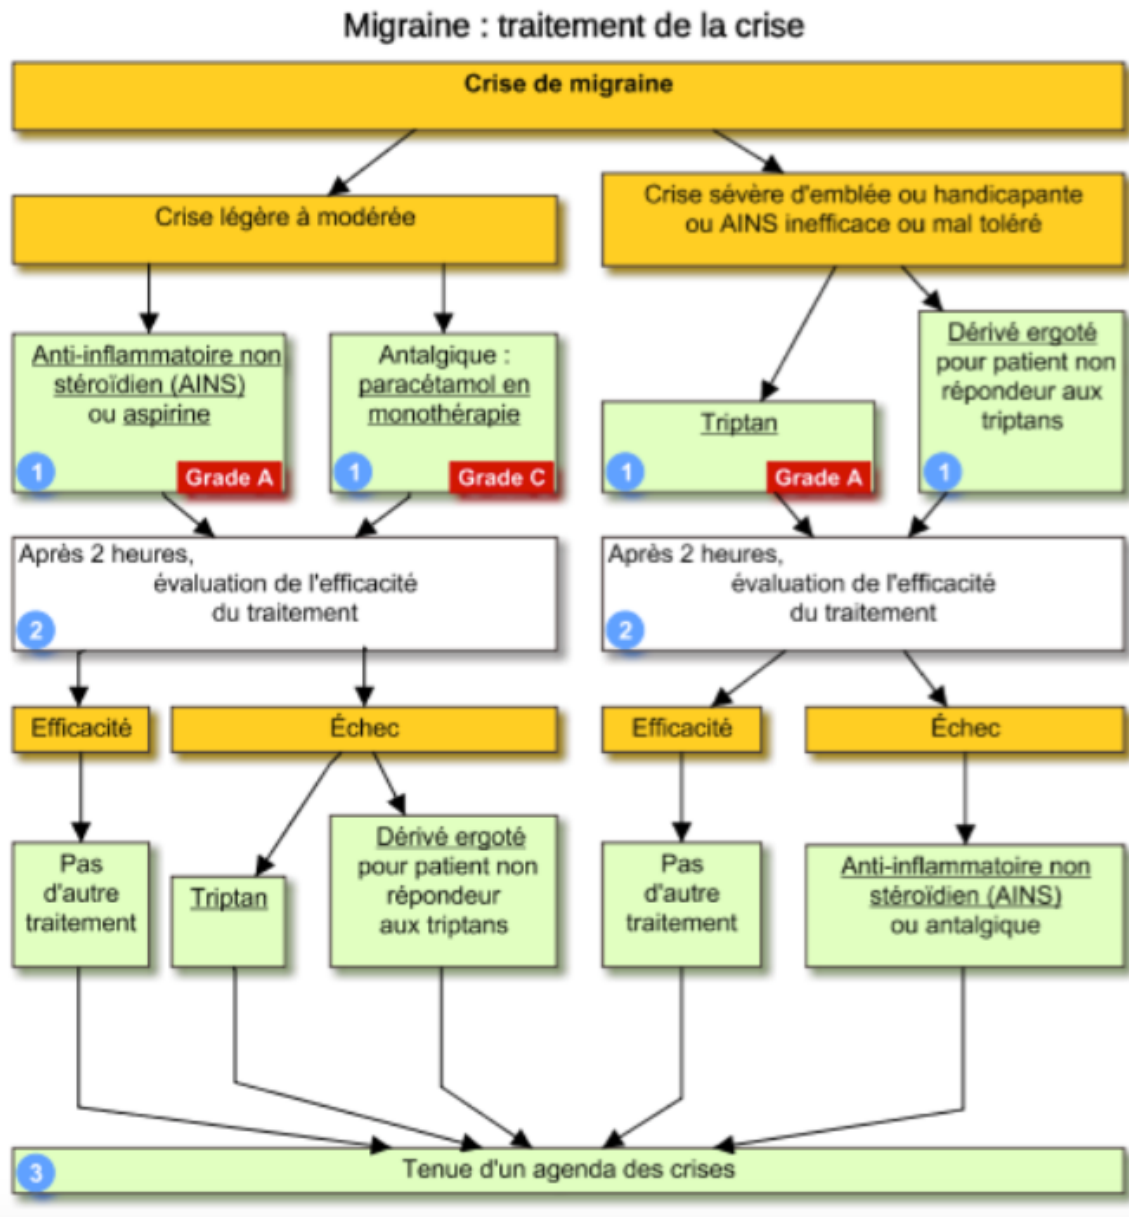 Migraine : traitement de la crise
Crise de migraine
Crise légère à modérée
Crise sévère d'emblée ou handicapante
ou AINS inefficace ou mal toléré
Anti-inflammatoire non
stéroïdien (AINS)
ou aspirine
1
Grade A
Antalgique :
paracétamol en
monothérapie
1
Grade C
Triptan
1
Grade A
Dérivé ergoté
pour patient non
répondeur aux
triptans
1
Après 2 heures,
évaluation de l'efficacité
du traitement
2
Après 2 heures,
évaluation de l'efficacité
du traitement
2
Efficacité
Échec
Efficacité
Échec
Pas
d'autre
traitement
Triptan
Dérivé ergoté
pour patient non
répondeur
aux triptans
Pas
d'autre
traitement
Anti-inflammatoire non
stéroïdien (AINS)
ou antalgique
3
Tenue d'un agenda des crises